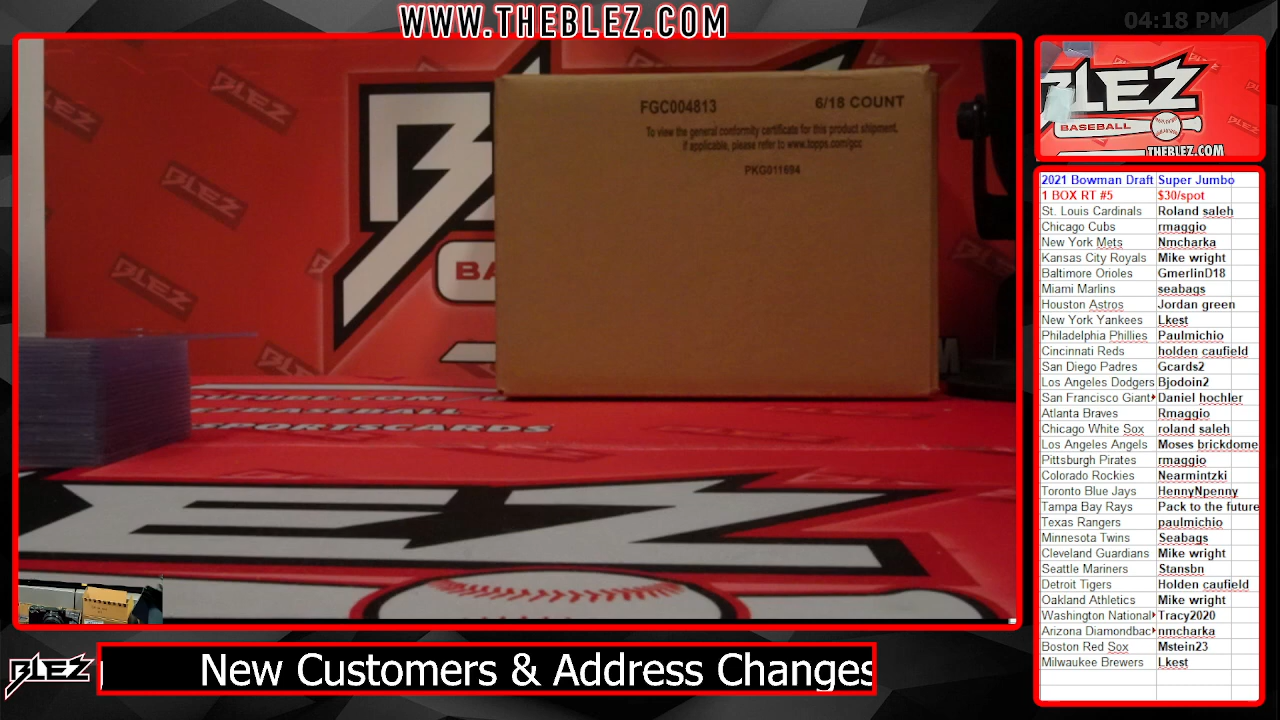 WWW.THEBLEZ.COM
04:18 PM
FGC004813 6/18 COUNT
To view the general conformity certificate for this product shipment,
if applicable, please refer to www.topps.com/gcc
PKG011694
BLEZ
BLEZ
BLEZ
BLEZ
BA
SPORTSCARDS
BLEZ
BASEBALL
THEBLEZ.COM
2021 Bowman Draft Super Jumbo
1 BOX RT #5 $30/spot
St. Louis Cardinals Roland saleh
Chicago Cubs rmaggio
New York Mets Nmcharka
Kansas City Royals Mike wright
Baltimore Orioles GmerlinD18
Miami Marlins seabags
Houston Astros Jordan green
New York Yankees Lkest
Philadelphia Phillies Paulmichio
Cincinnati Reds holden caufield
San Diego Padres Gcards2
Los Angeles Dodgers Bjodoin2
San Francisco Giant Daniel hochler
Atlanta Braves Rmaggio
Chicago White Sox roland saleh
Los Angeles Angels Moses brickdome
Pittsburgh Pirates rmaggio
Colorado Rockies Nearmintzki
Toronto Blue Jays HennyNpenny
Tampa Bay Rays Pack to the future
Texas Rangers paulmichio
Minnesota Twins Seabags
Cleveland Guardians Mike wright
Seattle Mariners Stansbn
Detroit Tigers Holden caufield
Oakland Athletics Mike wright
Washington National Tracy2020
Arizona Diamondbac nmcharka
Boston Red Sox Mstein23
Milwaukee Brewers Lkest
BLEZ
New Customers & Address Changes